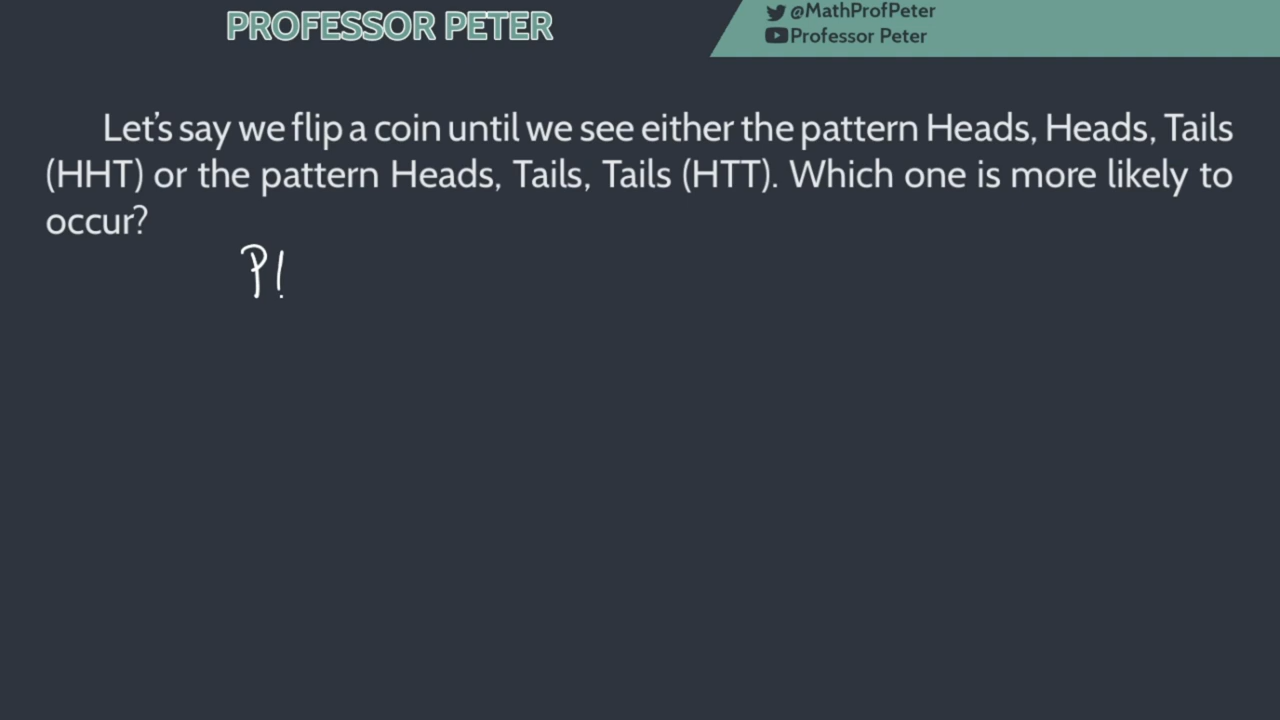 PROFESSOR PETER
@MathProfPeter
Professor Peter
Let's say we flip a coin until we see either the pattern Heads, Heads, Tails
(HHT) or the pattern Heads, Tails, Tails (HTT). Which one is more likely to
occur?
P!